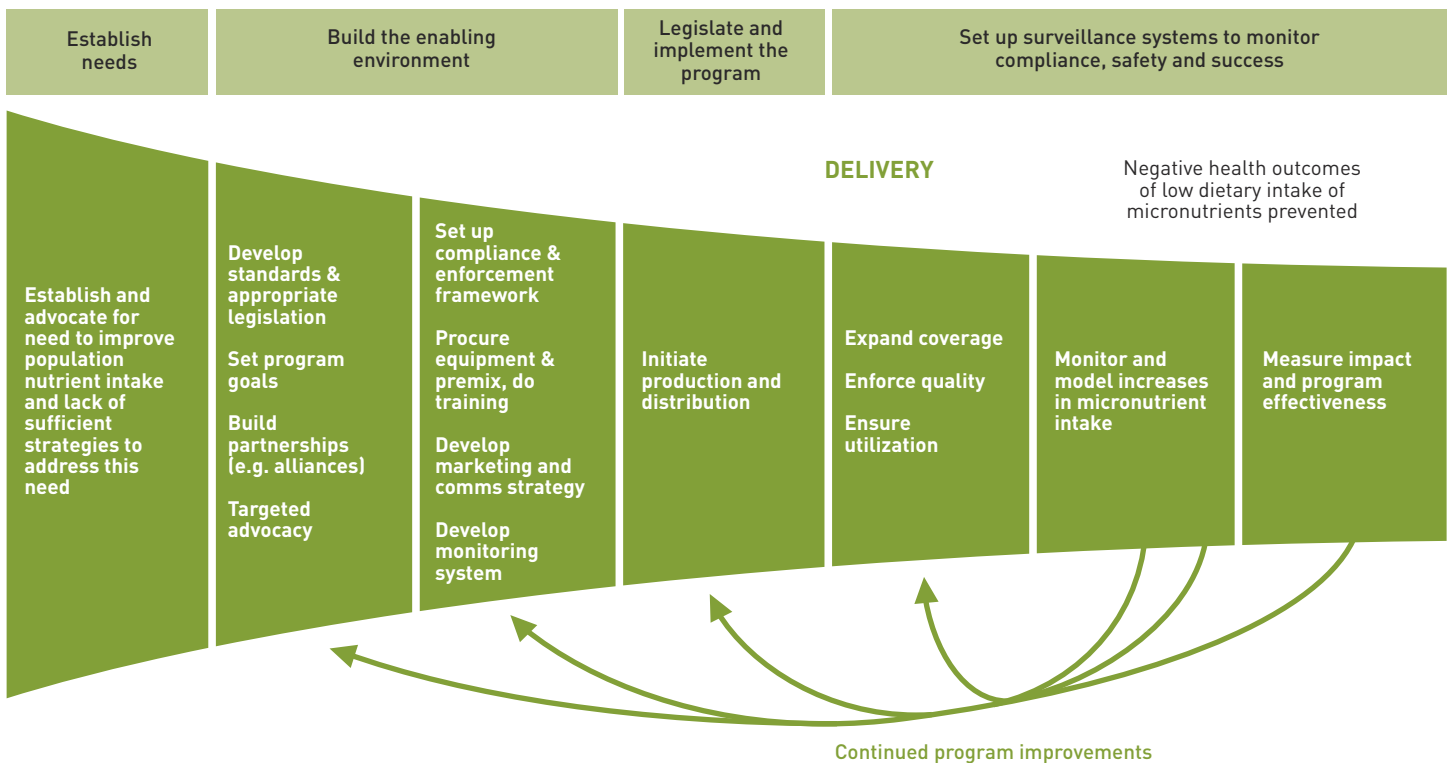 Establish
needs
Build the enabling
environment
Legislate and
implement the
program
Set up surveillance systems to monitor
compliance, safety and success
DELIVERY
Negative health outcomes
of low dietary intake of
micronutrients prevented
Establish and
advocate for
need to improve
population
nutrient intake
and lack of
sufficient
strategies to
address this
need
Develop
standards &
appropriate
legislation
Set program
goals
Build
partnerships
(e.g. alliances)
Targeted
advocacy
Set up
compliance &
enforcement
framework
Procure
equipment &
premix, do
training
Develop
marketing and
comms strategy
Develop
monitoring
system
Initiate
production and
distribution
Expand coverage
Enforce quality
Ensure
utilization
Monitor and
model increases
in micronutrient
intake
Measure impact
and program
effectiveness
Continued program improvements